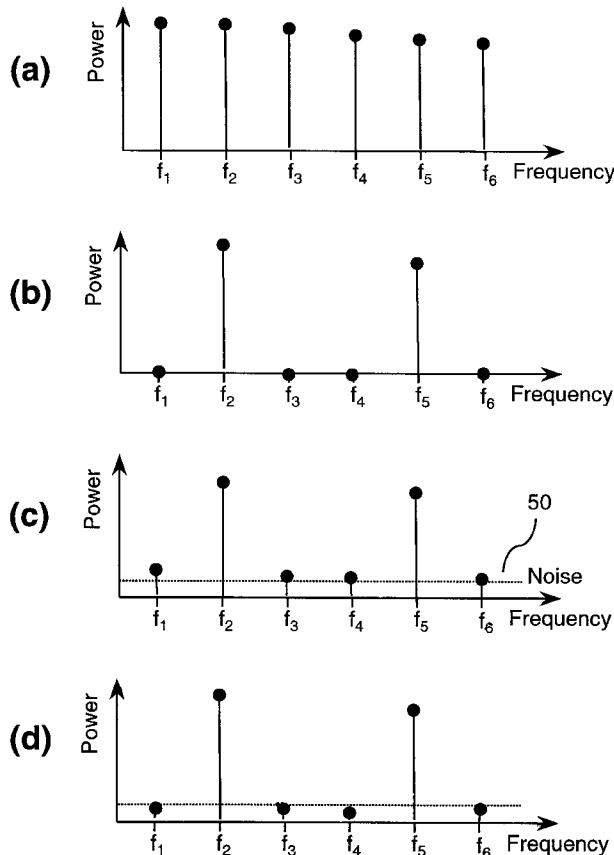 (a)
Power
f₁ f₂ f₃ f₄ f₅ f₆ Frequency
(b)
Power
f₁ f₂ f₃ f₄ f₅ f₆ Frequency
(c)
Power
50
Noise
f₁ f₂ f₃ f₄ f₅ f₆ Frequency
(d)
Power
f₁ f₂ f₃ f₄ f₅ f₆ Frequency